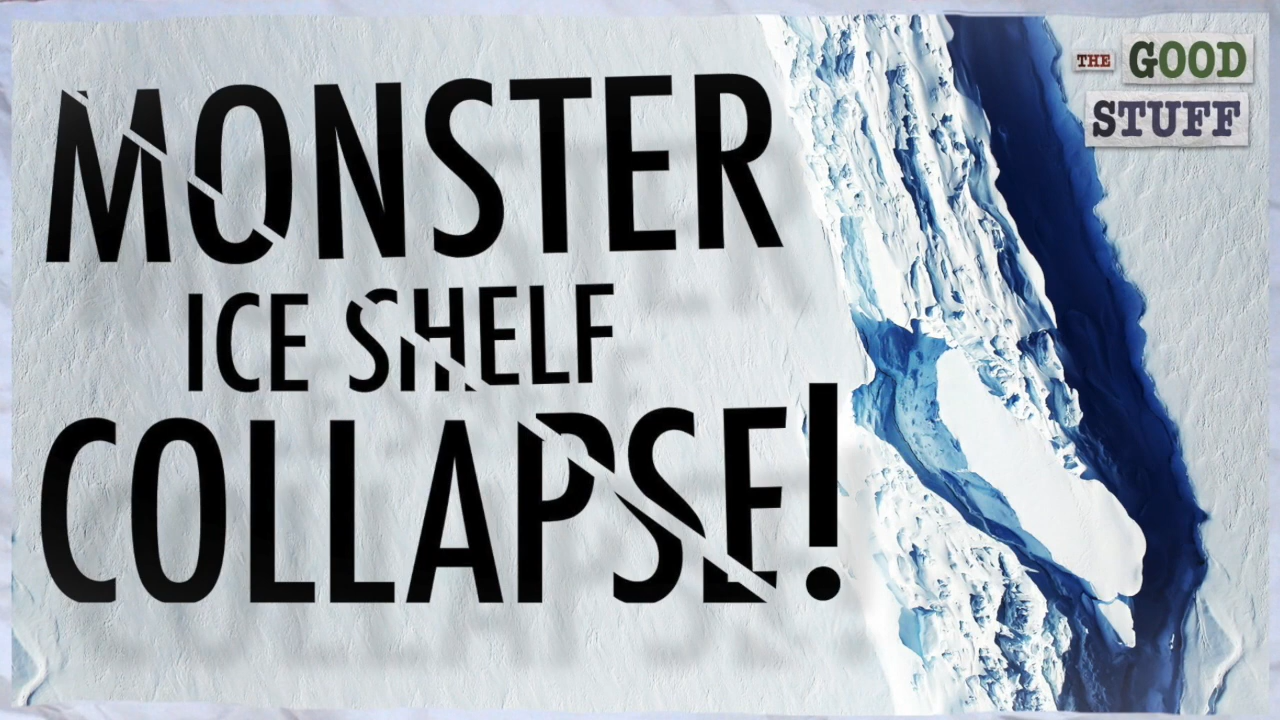 MONSTER
ICE SHELF
COLLAPSE!
THE GOOD
STUFF